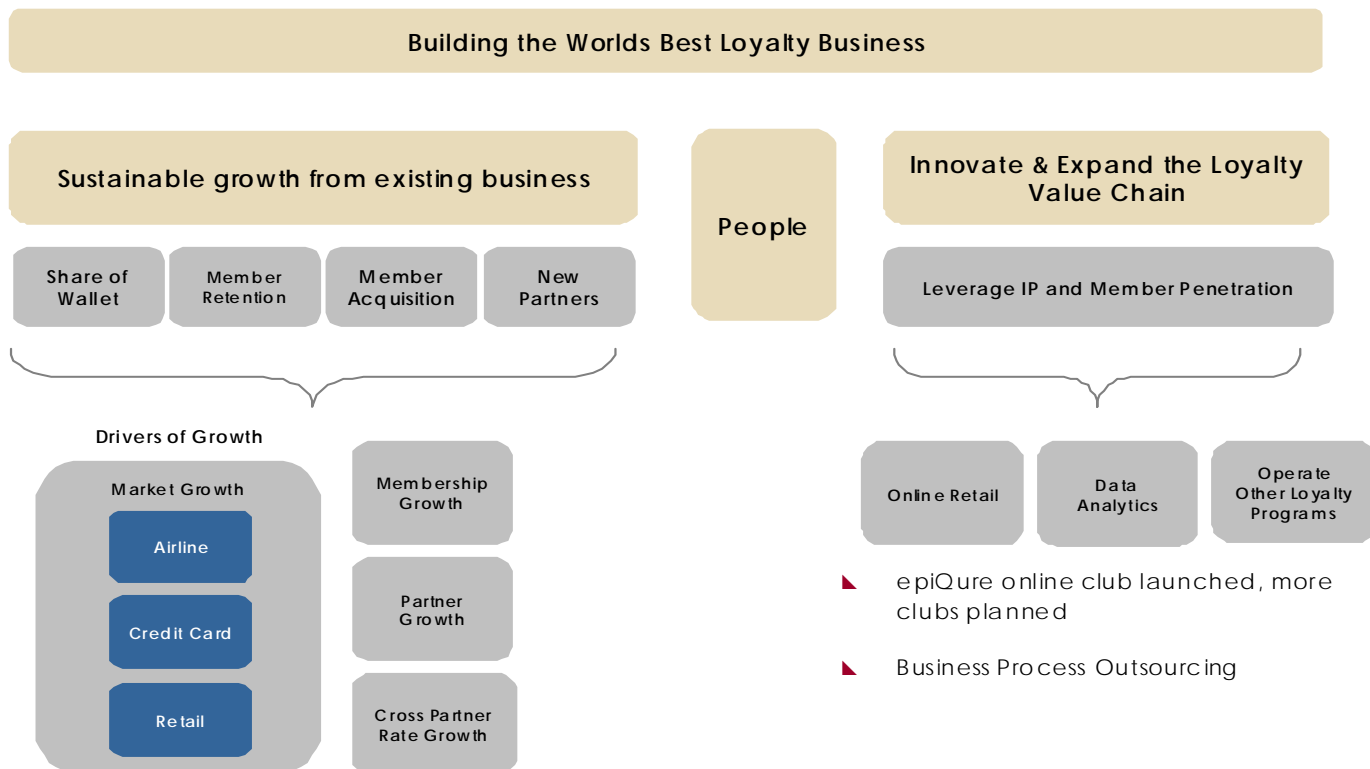 Building the Worlds Best Loyalty Business
Sustainable growth from existing business
People
Innovate & Expand the Loyalty
Value Chain
Share of
Wallet
Member
Retention
Member
Acquisition
New
Partners
Leverage IP and Member Penetration
Drivers of Growth
Market Growth
Airline
Credit Card
Retail
Membership
Growth
Partner
Growth
Cross Partner
Rate Growth
Online Retail
Data
Analytics
Operate
Other Loyalty
Programs
epiQure online club launched, more
clubs planned
Business Process Outsourcing